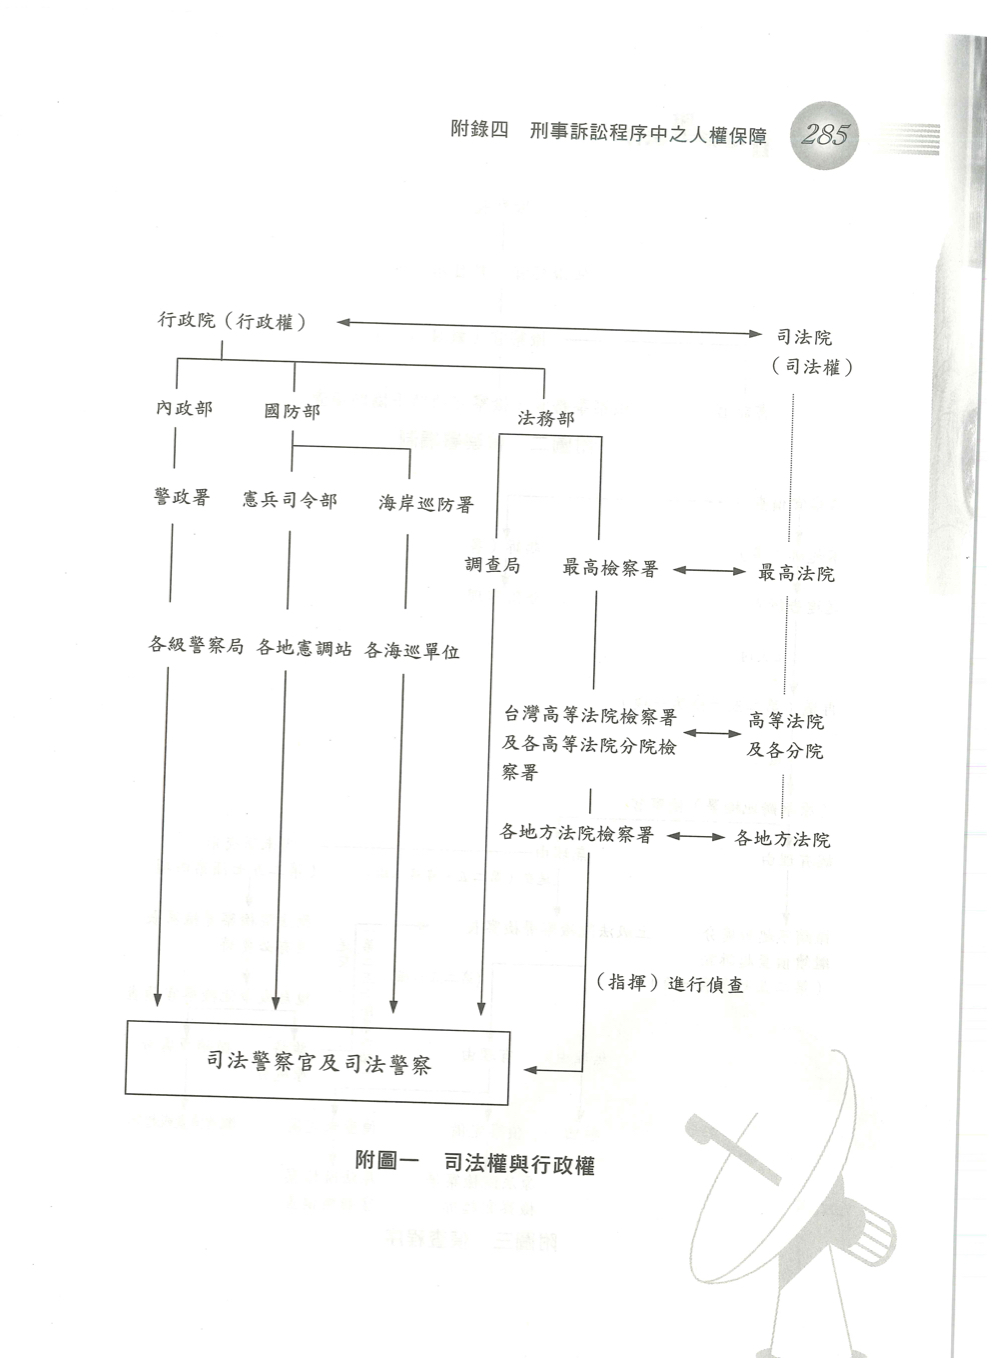 附錄四 刑事訴訟程序中之人權保障 285
行政院（行政權）
司法院
（司法權）
內政部
國防部
法務部
警政署
憲兵司令部
海岸巡防署
調查局
最高檢察署
最高法院
各級警察局
各地憲調站
各海巡單位
台灣高等法院檢察署
及各高等法院分院檢
察署
高等法院
及各分院
各地方法院檢察署
各地方法院
（指揮）進行偵查
司法警察官及司法警察
附圖一 司法權與行政權